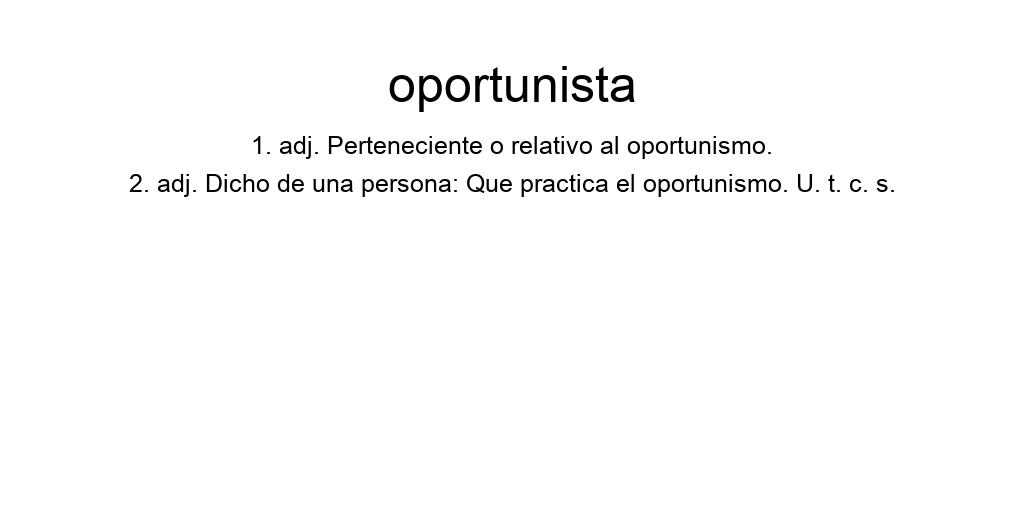 oportunista
1. adj. Perteneciente o relativo al oportunismo.
2. adj. Dicho de una persona: Que practica el oportunismo. U. t. c. s.